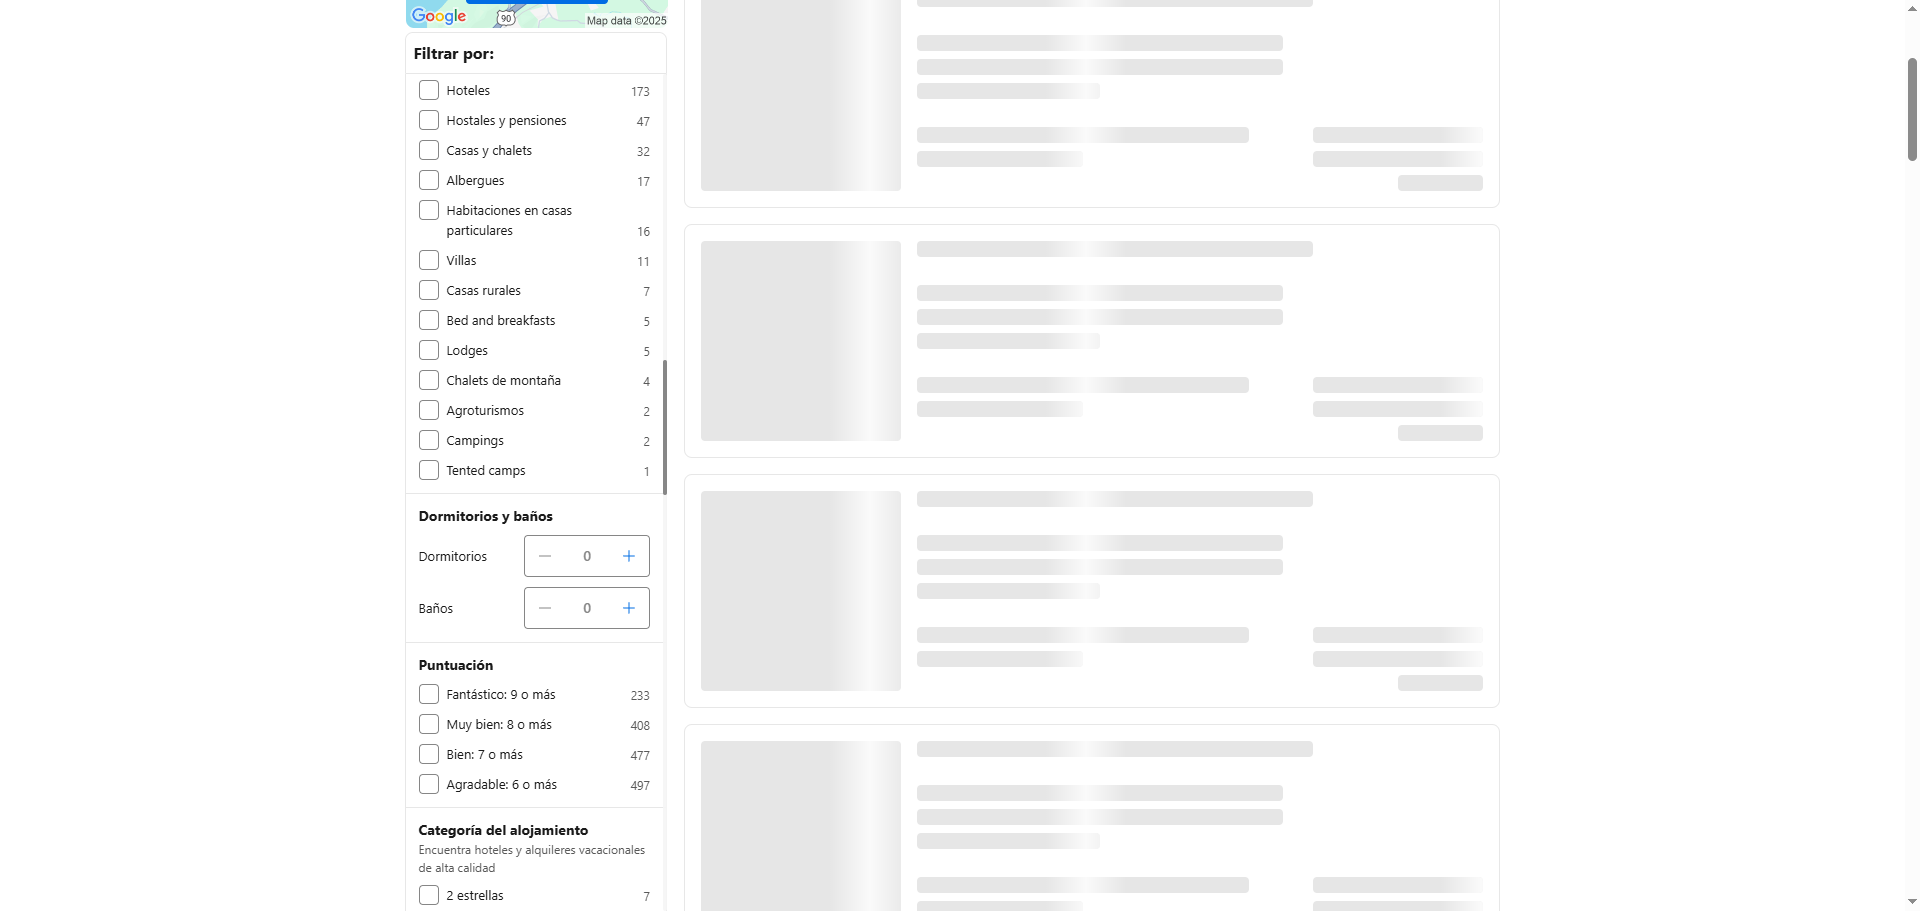 Google
90
Map data ©2025
Filtrar por:
Hoteles 173
Hostales y pensiones 47
Casas y chalets 32
Albergues 17
Habitaciones en casas
particulares 16
Villas 11
Casas rurales 7
Bed and breakfasts 5
Lodges 5
Chalets de montaña 4
Agroturismos 2
Campings 2
Tented camps 1
Dormitorios y baños
Dormitorios 0
Baños 0
Puntuación
Fantástico: 9 o más 233
Muy bien: 8 o más 408
Bien: 7 o más 477
Agradable: 6 o más 497
Categoría del alojamiento
Encuentra hoteles y alquileres vacacionales
de alta calidad
2 estrellas 7